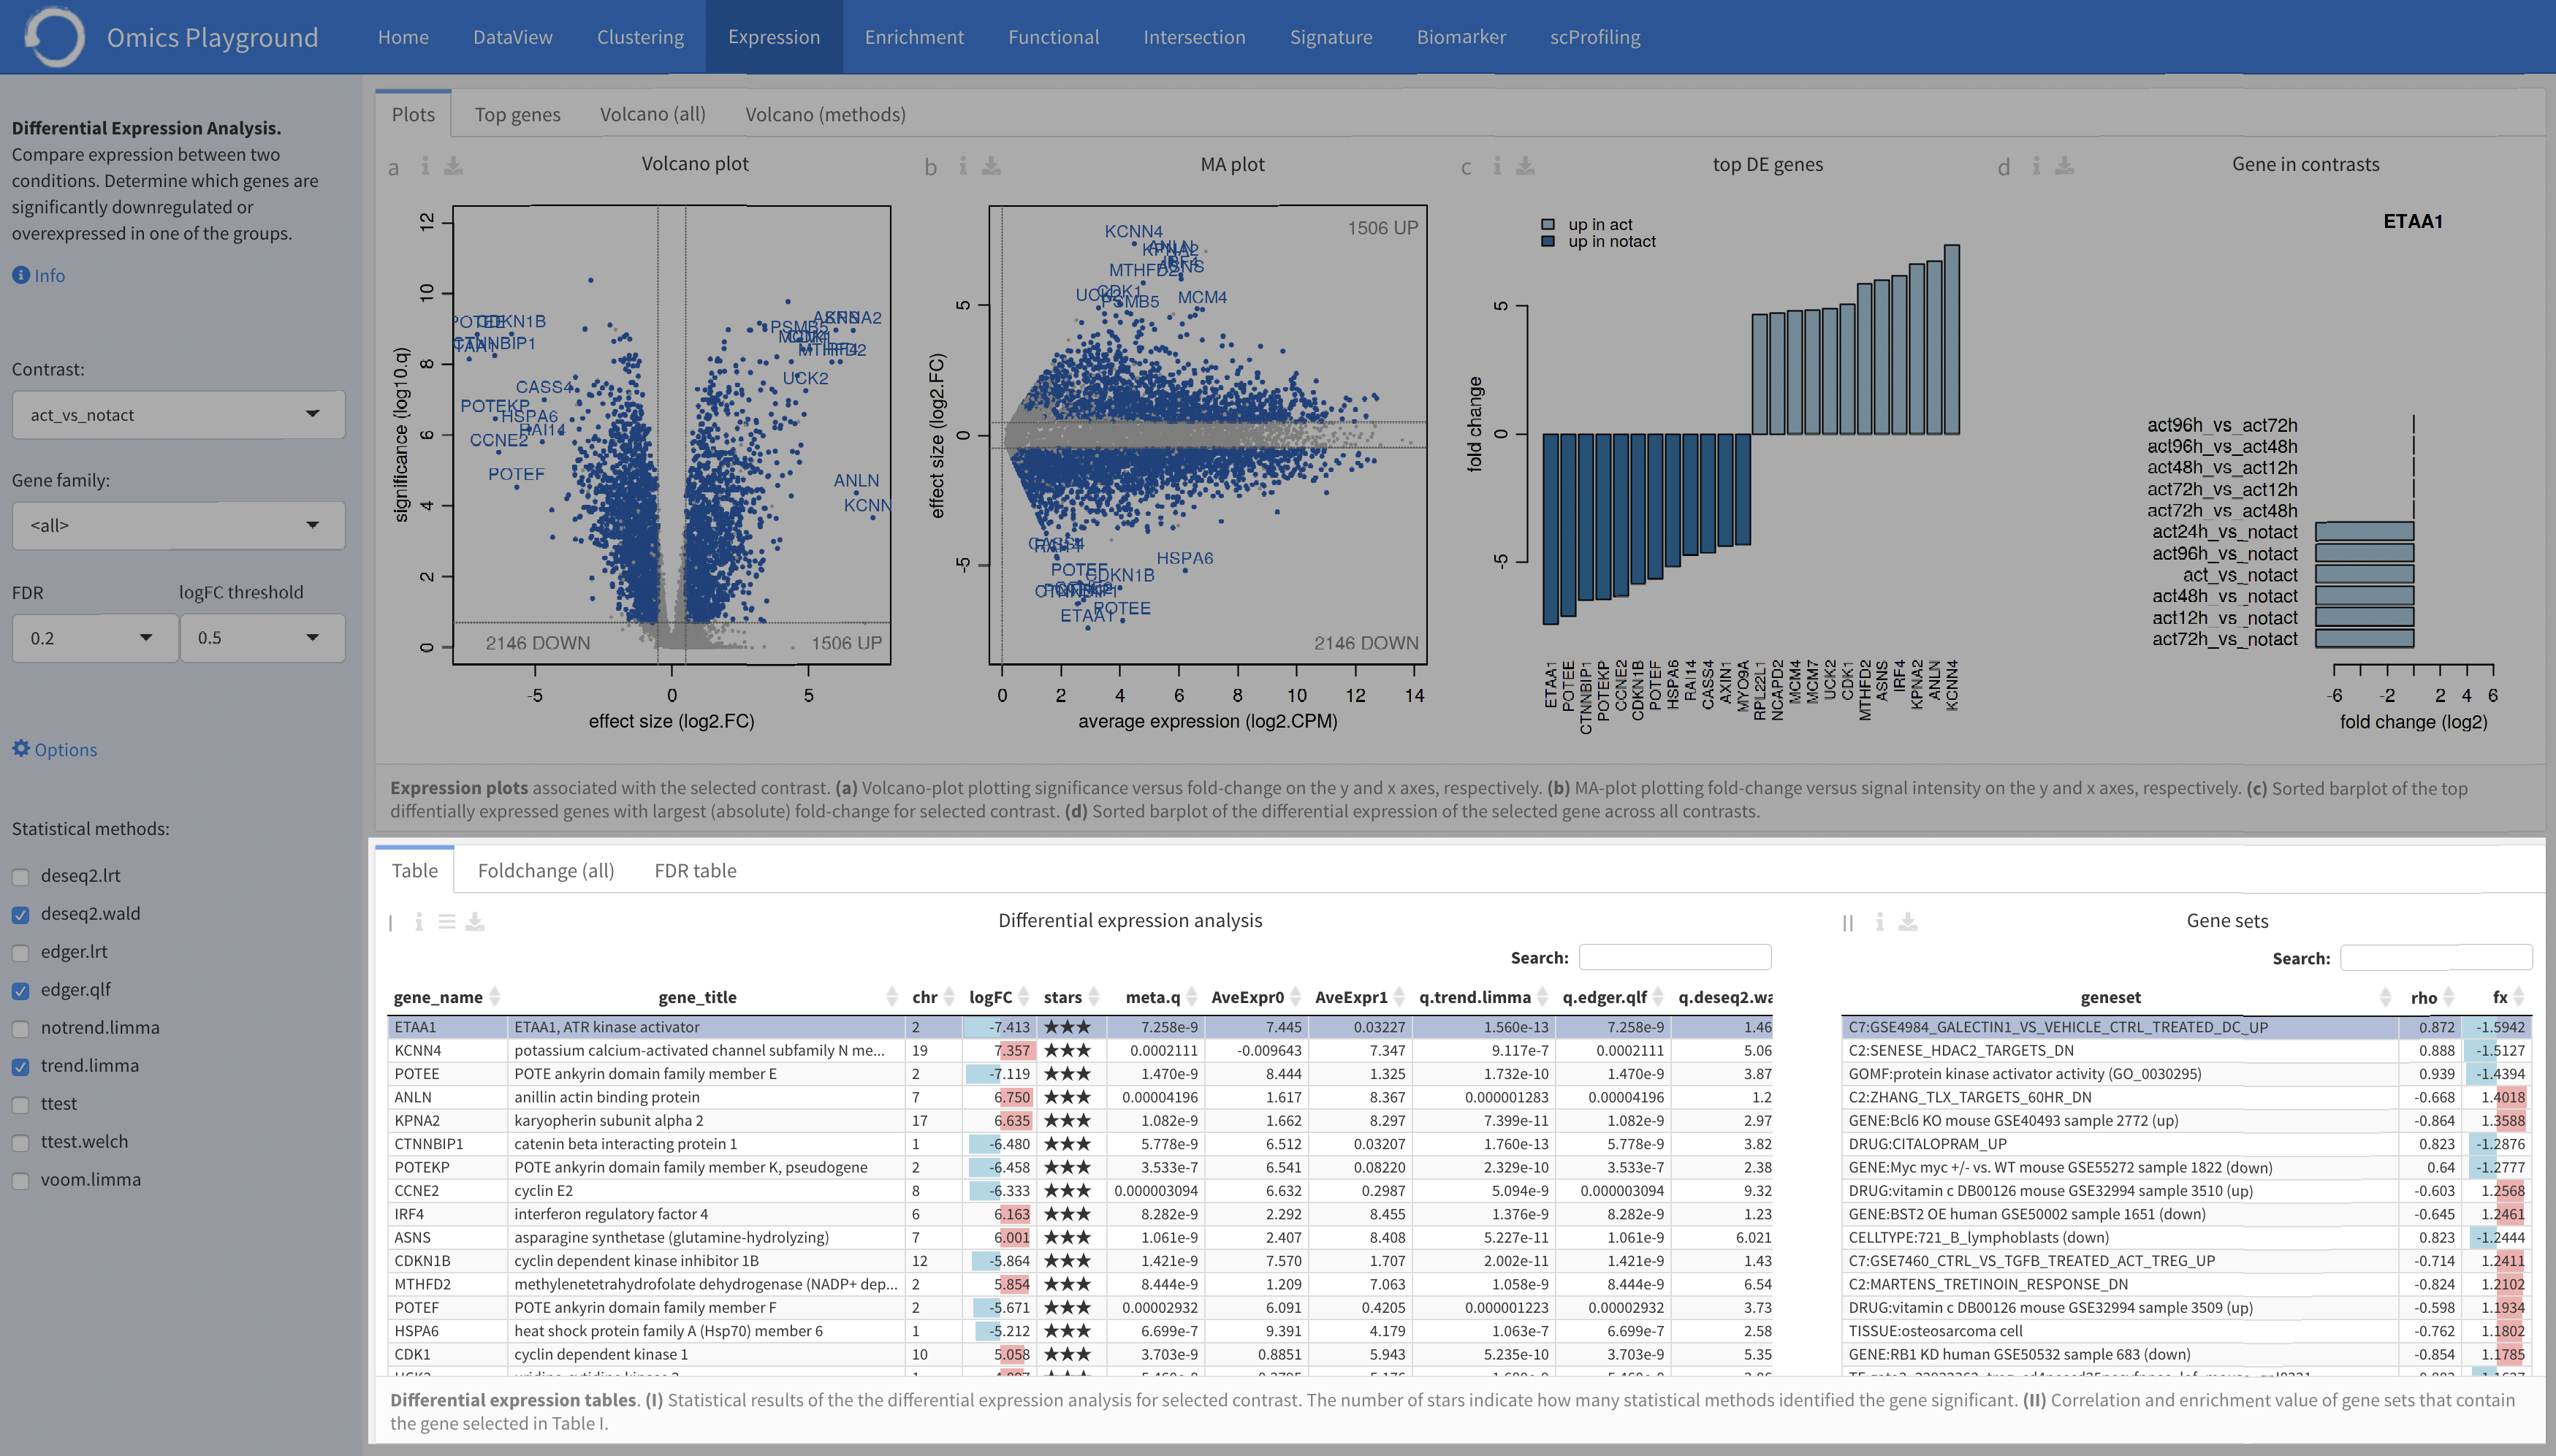 Omics Playground
Home DataView Clustering Expression Enrichment Functional Intersection Signature Biomarker scProfiling
Differential Expression Analysis.
Compare expression between two
conditions. Determine which genes are
significantly downregulated or
overexpressed in one of the groups.
Info
Contrast:
act_vs_notact
Gene family:
<all>
FDR logFC threshold
0.2 0.5
Options
Statistical methods:
deseq2.lrt
deseq2.wald
edger.lrt
edger.qlf
notrend.limma
trend.limma
ttest
ttest.welch
voom.limma
Plots Top genes Volcano (all) Volcano (methods)
a Volcano plot
12
10
8
6
4
2
0
significance (log10.q)
CDKN1B
CTNNBIP1
CASS4
POTEKP
HSPA6
RAI14
CCNE2
POTEF
PSMB5
KPNA2
MTHFD2
UCK2
ANLN
KCNN
2146 DOWN 1506 UP
-5 0 5
effect size (log2.FC)
b MA plot
1506 UP
KCNN4
ANLN
KPNA2
ASNS
MTHFD2
CDK1
UCK2
PSMB5
MCM4
5
0
-5
effect size (log2.FC)
CASS4
HSPA6
POTEF
CDKN1B
CTNNBIP1
POTEE
ETAA1
2146 DOWN
0 2 4 6 8 10 12 14
average expression (log2.CPM)
c top DE genes
up in act
up in notact
5
0
-5
fold change
ETAA1
POTEE
CTNNBIP1
POTEKP
CCNE2
CDKN1B
POTEF
HSPA6
RAI14
CASS4
AXIN1
MYO9A
RPL22L1
NCAPD2
MCM4
MCM7
UCK2
CDK1
MTHFD2
ASNS
IRF4
KPNA2
ANLN
KCNN4
d Gene in contrasts
ETAA1
act96h_vs_act72h
act96h_vs_act48h
act48h_vs_act12h
act72h_vs_act12h
act72h_vs_act48h
act24h_vs_notact
act96h_vs_notact
act_vs_notact
act48h_vs_notact
act12h_vs_notact
act72h_vs_notact
-6 -2 2 4 6
fold change (log2)
Expression plots associated with the selected contrast. (a) Volcano-plot plotting significance versus fold-change on the y and x axes, respectively. (b) MA-plot plotting fold-change versus signal intensity on the y and x axes, respectively. (c) Sorted barplot of the top
diffentially expressed genes with largest (absolute) fold-change for selected contrast. (d) Sorted barplot of the differential expression of the selected gene across all contrasts.
Table Foldchange (all) FDR table
I Differential expression analysis
Search:
gene_name gene_title chr logFC stars meta.q AveExpr0 AveExpr1 q.trend.limma q.edger.qlf q.deseq2.wa
ETAA1 ETAA1, ATR kinase activator 2 -7.413 ★★★ 7.258e-9 7.445 0.03227 1.560e-13 7.258e-9 1.46
KCNN4 potassium calcium-activated channel subfamily N me... 19 7.357 ★★★ 0.0002111 -0.009643 7.347 9.117e-7 0.0002111 5.06
POTEE POTE ankyrin domain family member E 2 -7.119 ★★★ 1.470e-9 8.444 1.325 1.732e-10 1.470e-9 3.87
ANLN anillin actin binding protein 7 6.750 ★★★ 0.00004196 1.617 8.367 0.000001283 0.00004196 1.2
KPNA2 karyopherin subunit alpha 2 17 6.635 ★★★ 1.082e-9 1.662 8.297 7.399e-11 1.082e-9 2.97
CTNNBIP1 catenin beta interacting protein 1 1 -6.480 ★★★ 5.778e-9 6.512 0.03207 1.760e-13 5.778e-9 3.82
POTEKP POTE ankyrin domain family member K, pseudogene 2 -6.458 ★★★ 3.533e-7 6.541 0.08220 2.329e-10 3.533e-7 2.38
CCNE2 cyclin E2 8 -6.333 ★★★ 0.000003094 6.632 0.2987 5.094e-9 0.000003094 9.32
IRF4 interferon regulatory factor 4 6 6.163 ★★★ 8.282e-9 2.292 8.455 1.376e-9 8.282e-9 1.23
ASNS asparagine synthetase (glutamine-hydrolyzing) 7 6.001 ★★★ 1.061e-9 2.407 8.408 5.227e-11 1.061e-9 6.021
CDKN1B cyclin dependent kinase inhibitor 1B 12 -5.864 ★★★ 1.421e-9 7.570 1.707 2.002e-11 1.421e-9 1.43
MTHFD2 methylenetetrahydrofolate dehydrogenase (NADP+ dep... 2 5.854 ★★★ 8.444e-9 1.209 7.063 1.058e-9 8.444e-9 6.54
POTEF POTE ankyrin domain family member F 2 -5.671 ★★★ 0.00002932 6.091 0.4205 0.000001223 0.00002932 3.73
HSPA6 heat shock protein family A (Hsp70) member 6 1 -5.212 ★★★ 6.699e-7 9.391 4.179 1.063e-7 6.699e-7 2.58
CDK1 cyclin dependent kinase 1 10 5.058 ★★★ 3.703e-9 0.8851 5.943 5.235e-10 3.703e-9 5.35
II Gene sets
Search:
geneset rho fx
C7:GSE4984_GALECTIN1_VS_VEHICLE_CTRL_TREATED_DC_UP 0.872 -1.5942
C2:SENESE_HDAC2_TARGETS_DN 0.888 -1.5127
GOMF:protein kinase activator activity (GO_0030295) 0.939 -1.4394
C2:ZHANG_TLX_TARGETS_60HR_DN -0.668 1.4018
GENE:Bcl6 KO mouse GSE40493 sample 2772 (up) -0.864 1.3588
DRUG:CITALOPRAM_UP 0.823 -1.2876
GENE:Myc myc +/- vs. WT mouse GSE55272 sample 1822 (down) 0.64 -1.2777
DRUG:vitamin c DB00126 mouse GSE32994 sample 3510 (up) -0.603 1.2568
GENE:BST2 OE human GSE50002 sample 1651 (down) -0.645 1.2461
CELLTYPE:721_B_lymphoblasts (down) 0.823 -1.2444
C7:GSE7460_CTRL_VS_TGFB_TREATED_ACT_TREG_UP -0.714 1.2411
C2:MARTENS_TRETINOIN_RESPONSE_DN -0.824 1.2102
DRUG:vitamin c DB00126 mouse GSE32994 sample 3509 (up) -0.598 1.1934
TISSUE:osteosarcoma cell -0.762 1.1802
GENE:RB1 KD human GSE50532 sample 683 (down) -0.854 1.1785
Differential expression tables. (I) Statistical results of the the differential expression analysis for selected contrast. The number of stars indicate how many statistical methods identified the gene significant. (II) Correlation and enrichment value of gene sets that contain
the gene selected in Table I.